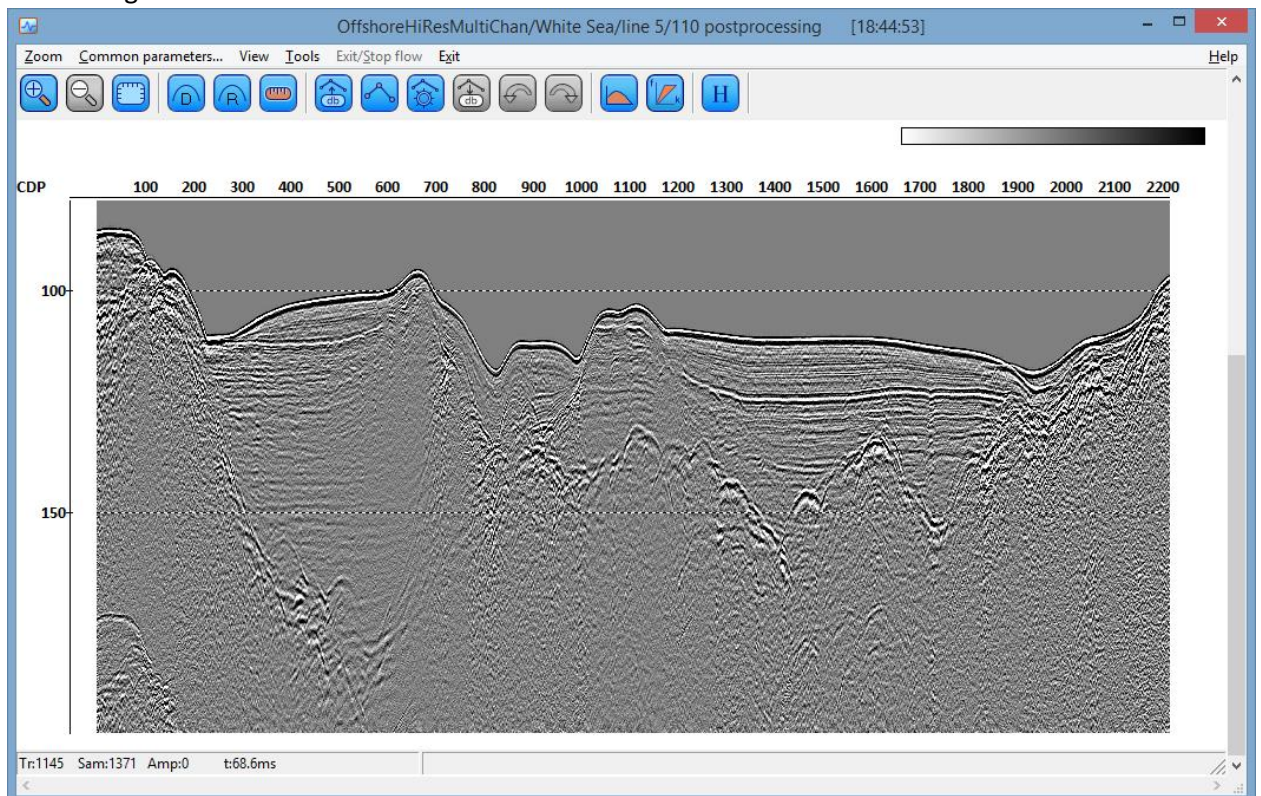 OffshoreHiResMultiChan/White Sea/line 5/110 postprocessing [18:44:53]
Zoom Common parameters... View Tools Exit/Stop flow Exit Help
D R db db f k H
CDP 100 200 300 400 500 600 700 800 900 1000 1100 1200 1300 1400 1500 1600 1700 1800 1900 2000 2100 2200
100
150
Tr:1145 Sam:1371 Amp:0 t:68.6ms